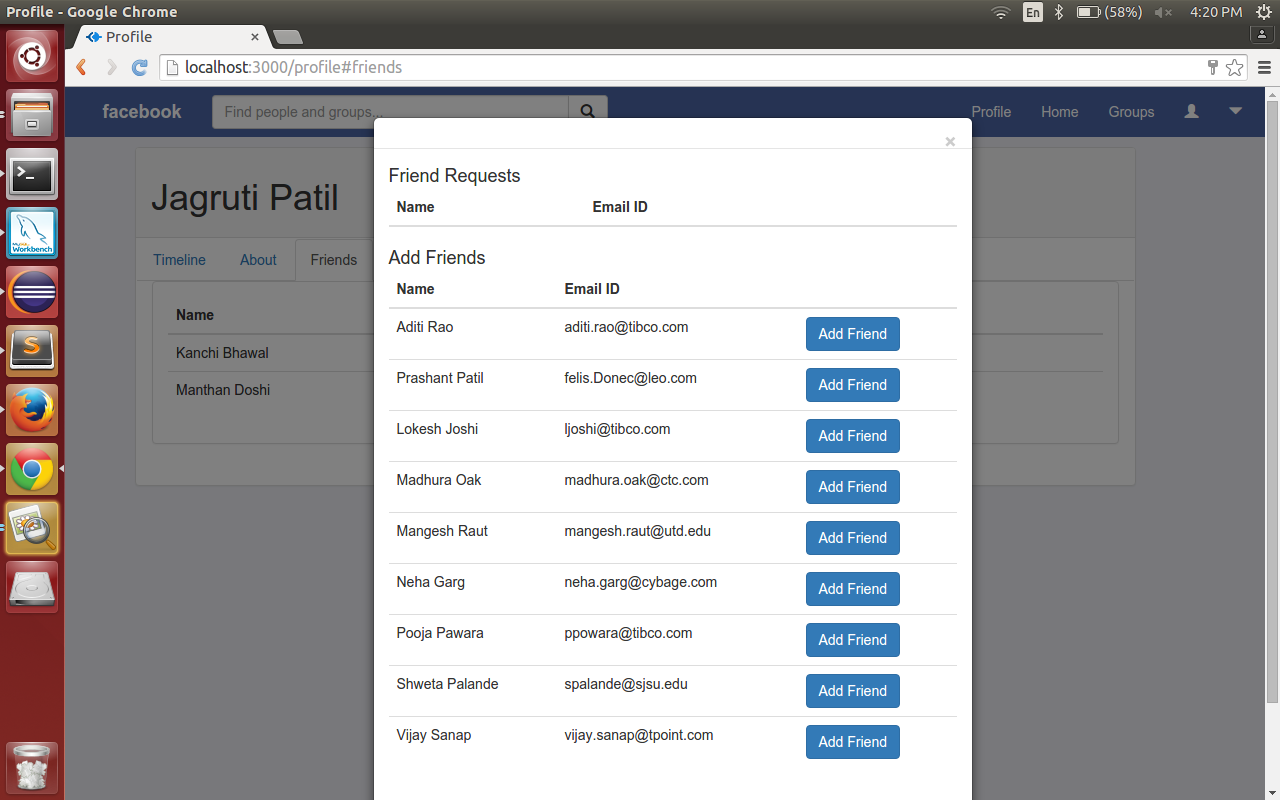 Profile - Google Chrome
En
(58%)
4:20 PM
Profile
localhost:3000/profile#friends
facebook
Find people and groups...
Profile
Home
Groups
Jagruti Patil
Timeline
About
Friends
Name
Kanchi Bhawal
Manthan Doshi
×
Friend Requests
Name Email ID
Add Friends
Name Email ID
Aditi Rao aditi.rao@tibco.com Add Friend
Prashant Patil felis.Donec@leo.com Add Friend
Lokesh Joshi ljoshi@tibco.com Add Friend
Madhura Oak madhura.oak@ctc.com Add Friend
Mangesh Raut mangesh.raut@utd.edu Add Friend
Neha Garg neha.garg@cybage.com Add Friend
Pooja Pawara ppowara@tibco.com Add Friend
Shweta Palande spalande@sjsu.edu Add Friend
Vijay Sanap vijay.sanap@tpoint.com Add Friend
Workbench